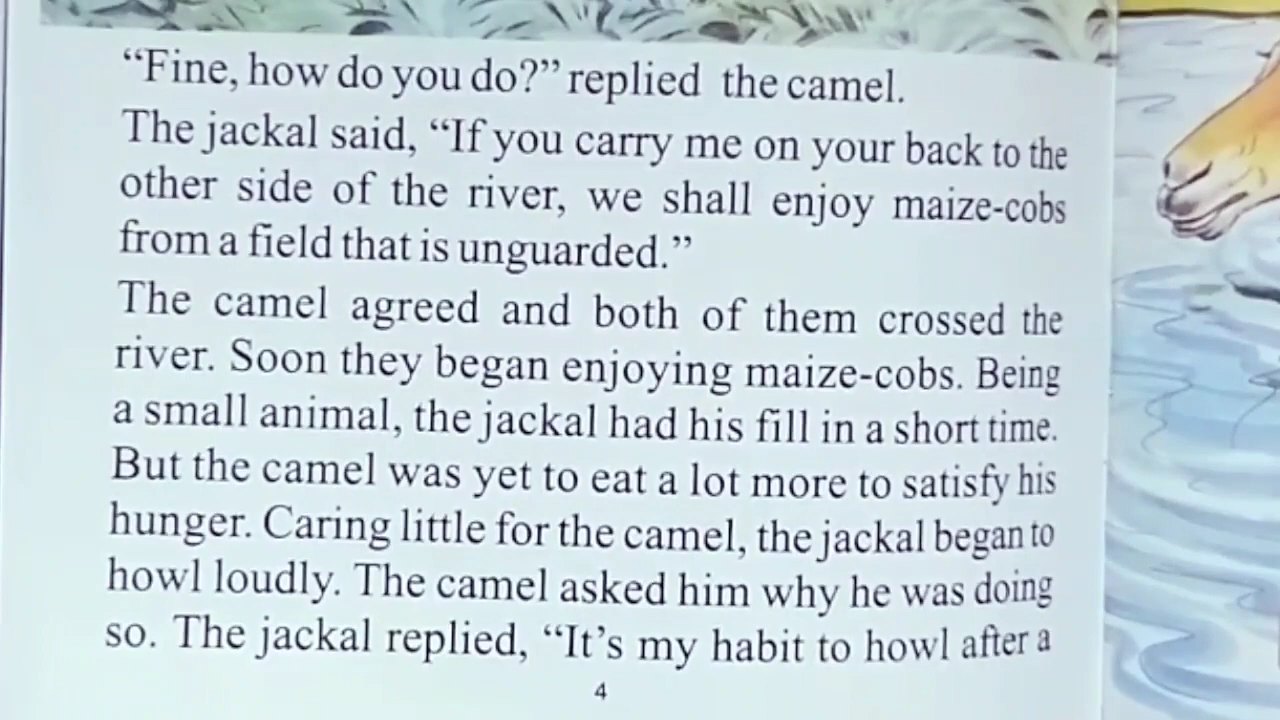 “Fine, how do you do?” replied the camel.
The jackal said, “If you carry me on your back to the
other side of the river, we shall enjoy maize-cobs
from a field that is unguarded.”
The camel agreed and both of them crossed the
river. Soon they began enjoying maize-cobs. Being
a small animal, the jackal had his fill in a short time.
But the camel was yet to eat a lot more to satisfy his
hunger. Caring little for the camel, the jackal began to
howl loudly. The camel asked him why he was doing
so. The jackal replied, “It’s my habit to howl after a
4